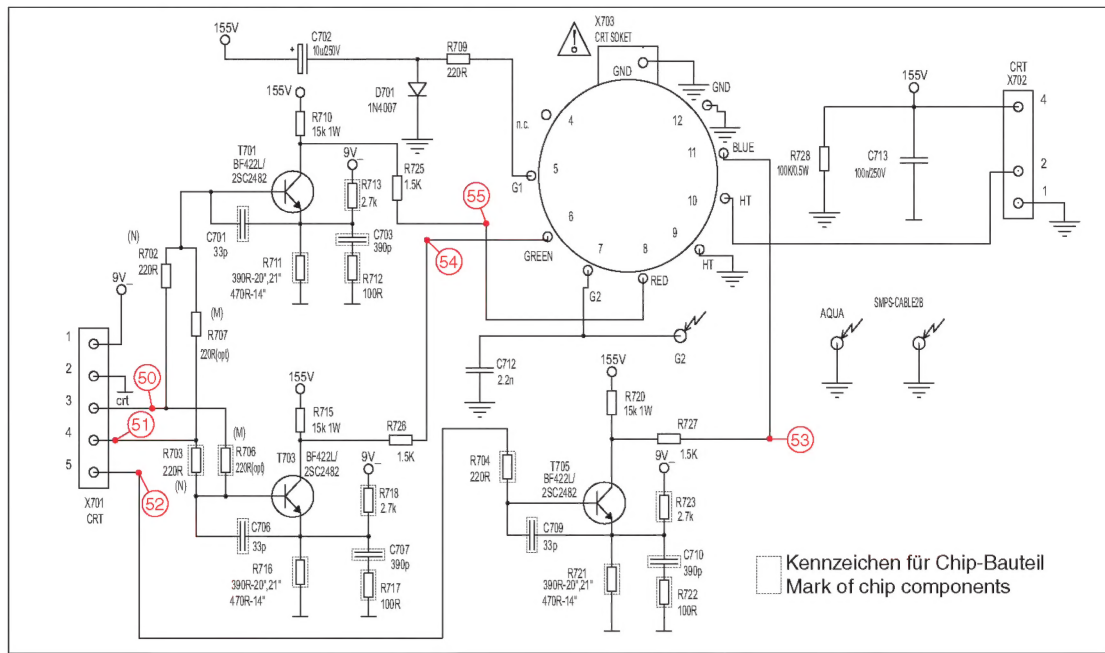 155V
C702
+
10u/250V
R709
220R
X703
CRT SOKET
GND
GND
155V
CRT
X702
155V
D701
1N4007
R710
15k 1W
n.c.
4
12
11
BLUE
4
R728
100K/0.5W
C713
100n/250V
2
1
T701
BF422L/
2SC2482
9V_
R725
1.5K
R713
2.7k
G1
5
10
HT
6
GREEN
7
8
9
HT
G2
RED
55
54
C701
33p
C703
390p
(N)
R702
220R
R711
390R-20",21"
470R-14"
R712
100R
9V_
(M)
R707
220R(opt)
1
2
3
4
5
crt
50
51
52
X701
CRT
C712
2.2n
G2
AQUA
SMPS-CABLE2B
155V
R715
15k 1W
155V
R720
15k 1W
R726
1.5K
R727
1.5K
53
(M)
R703
220R
(N)
R706
220R(opt)
T703
BF422L/
2SC2482
9V_
R718
2.7k
R704
220R
T705
BF422L/
2SC2482
9V_
R723
2.7k
C706
33p
C707
390p
C709
33p
C710
390p
R716
390R-20",21"
470R-14"
R717
100R
R721
390R-20",21"
470R-14"
R722
100R
Kennzeichen für Chip-Bauteil
Mark of chip components